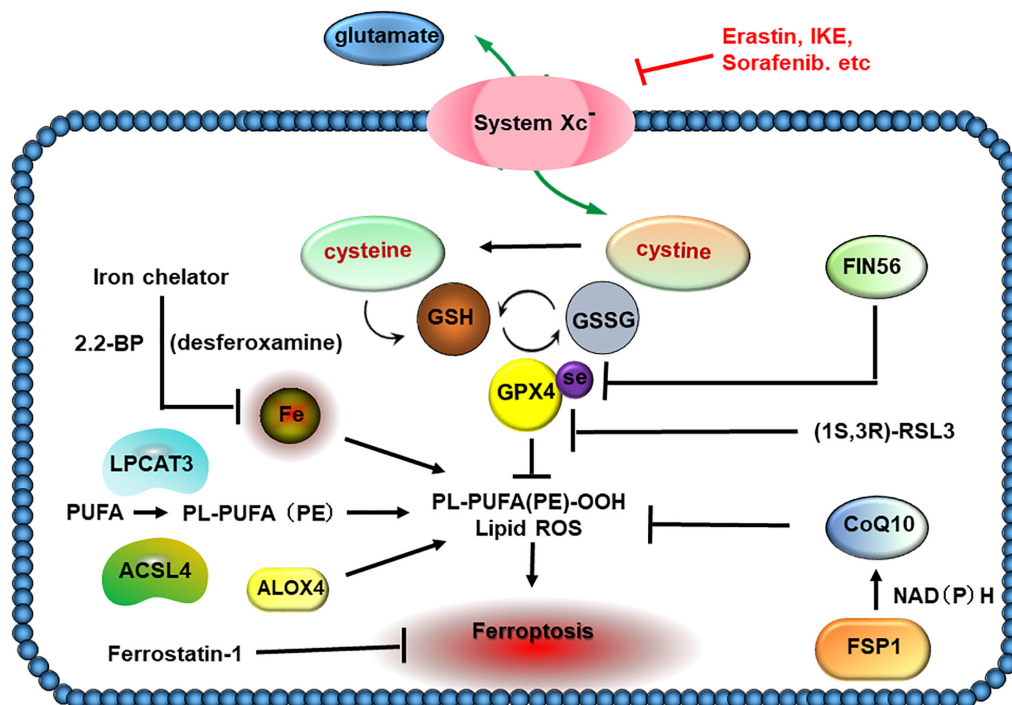 glutamate
Erastin, IKE,
Sorafenib. etc
System Xc-
cysteine
cystine
FIN56
Iron chelator
GSH
GSSG
2.2-BP
(desferoxamine)
GPX4
se
Fe
(1S,3R)-RSL3
LPCAT3
PL-PUFA(PE)-OOH
Lipid ROS
PUFA
PL-PUFA (PE)
CoQ10
ACSL4
ALOX4
NAD(P)H
Ferroptosis
FSP1
Ferrostatin-1